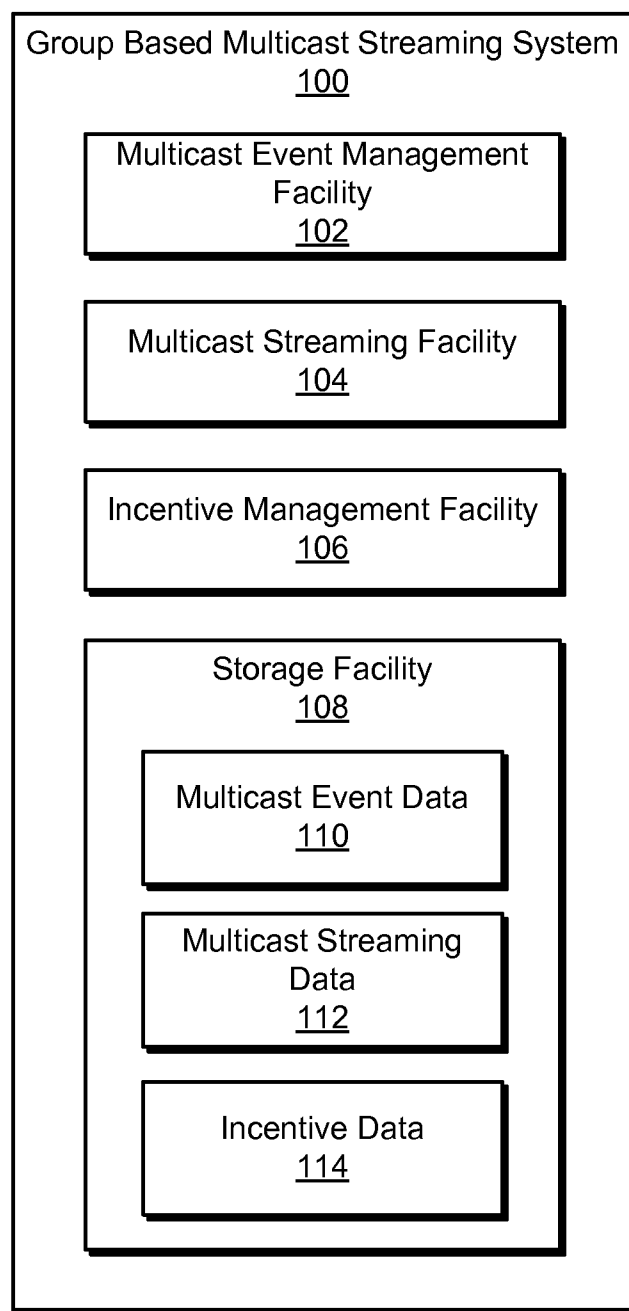 Group Based Multicast Streaming System
100
Multicast Event Management
Facility
102
Multicast Streaming Facility
104
Incentive Management Facility
106
Storage Facility
108
Multicast Event Data
110
Multicast Streaming
Data
112
Incentive Data
114